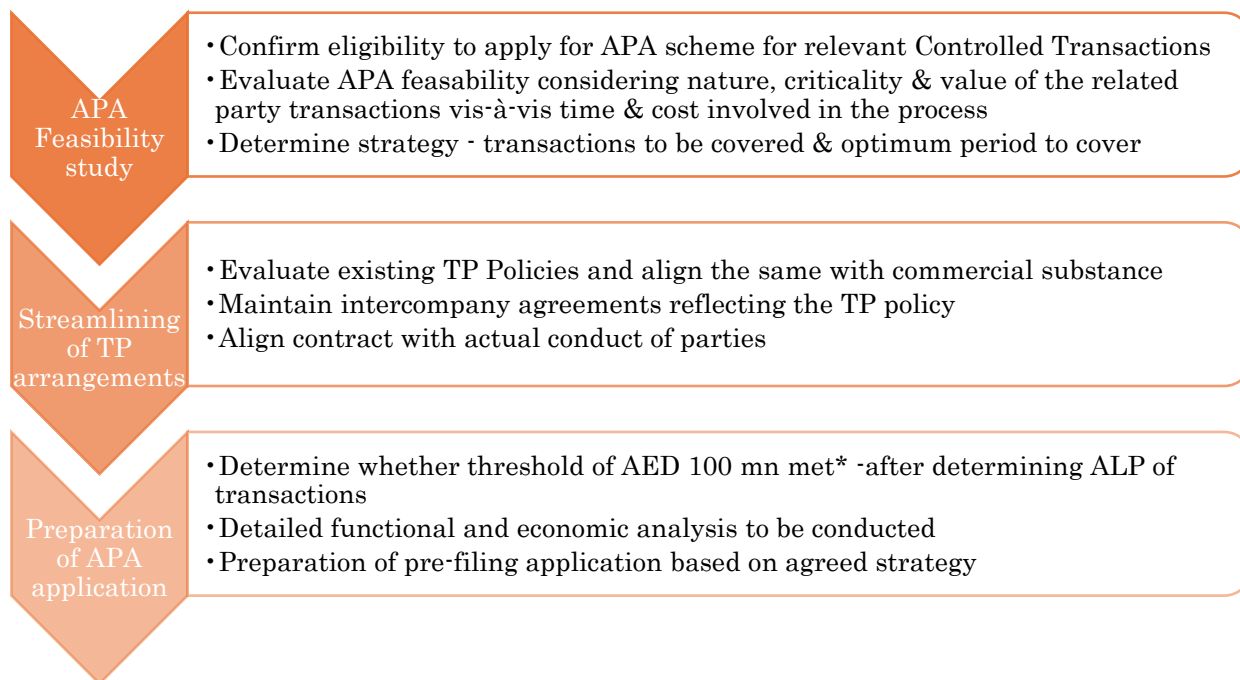 APA
Feasibility
study
•Confirm eligibility to apply for APA scheme for relevant Controlled Transactions
•Evaluate APA feasability considering nature, criticality & value of the related
party transactions vis-à-vis time & cost involved in the process
•Determine strategy - transactions to be covered & optimum period to cover
Streamlining
of TP
arrangements
•Evaluate existing TP Policies and align the same with commercial substance
•Maintain intercompany agreements reflecting the TP policy
•Align contract with actual conduct of parties
Preparation
of APA
application
•Determine whether threshold of AED 100 mn met* -after determining ALP of
transactions
•Detailed functional and economic analysis to be conducted
•Preparation of pre-filing application based on agreed strategy